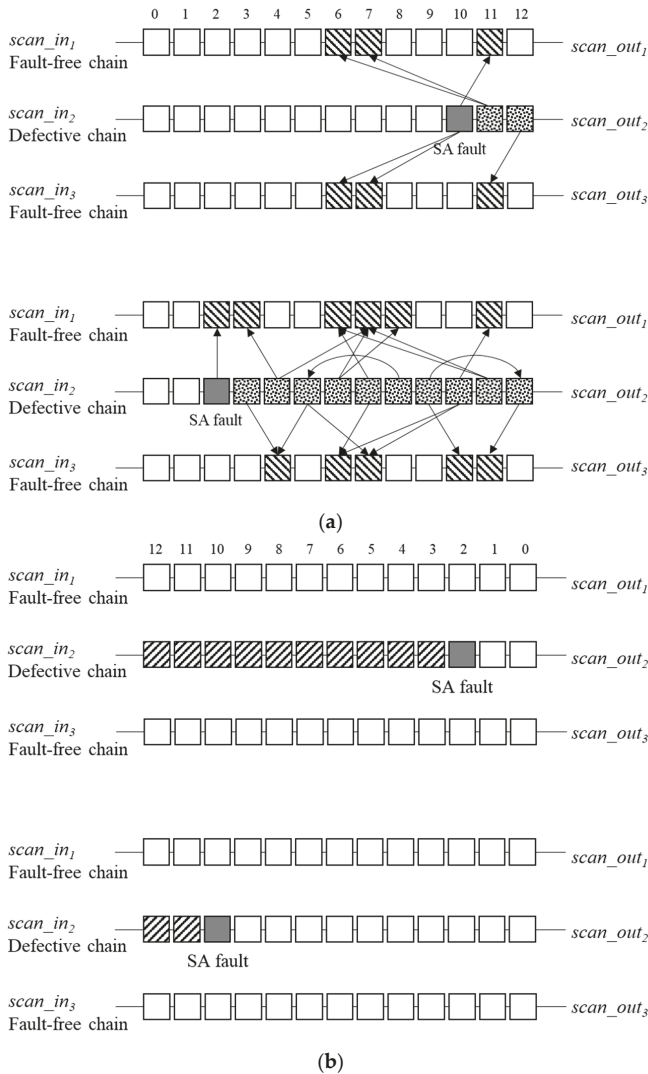 0 1 2 3 4 5 6 7 8 9 10 11 12
scan_in1 scan_out1
Fault-free chain
scan_in2 scan_out2
Defective chain
SA fault
scan_in3 scan_out3
Fault-free chain
scan_in1 scan_out1
Fault-free chain
scan_in2 scan_out2
Defective chain
SA fault
scan_in3 scan_out3
Fault-free chain
(a)
12 11 10 9 8 7 6 5 4 3 2 1 0
scan_in1 scan_out1
Fault-free chain
scan_in2 scan_out2
Defective chain
SA fault
scan_in3 scan_out3
Fault-free chain
scan_in1 scan_out1
Fault-free chain
scan_in2 scan_out2
Defective chain
SA fault
scan_in3 scan_out3
Fault-free chain
(b)